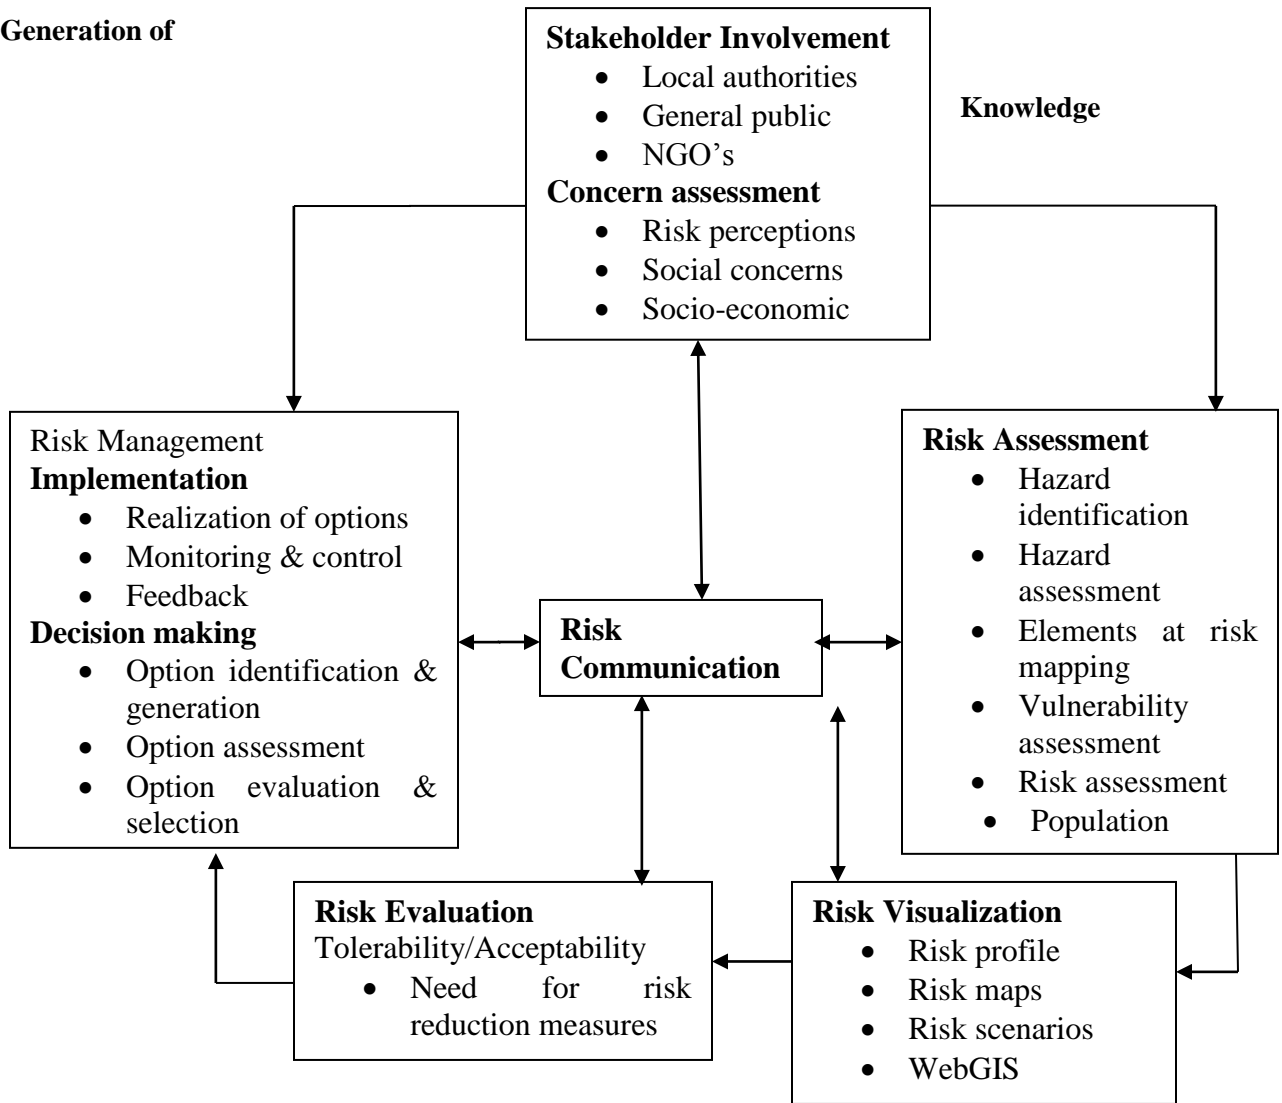 Generation of
Stakeholder Involvement
• Local authorities
• General public
• NGO’s
Concern assessment
• Risk perceptions
• Social concerns
• Socio-economic
Knowledge
Risk Management
Implementation
• Realization of options
• Monitoring & control
• Feedback
Decision making
• Option identification &
generation
• Option assessment
• Option evaluation &
selection
Risk
Communication
Risk Assessment
• Hazard
identification
• Hazard
assessment
• Elements at risk
mapping
• Vulnerability
assessment
• Risk assessment
• Population
Risk Evaluation
Tolerability/Acceptability
• Need for risk
reduction measures
Risk Visualization
• Risk profile
• Risk maps
• Risk scenarios
• WebGIS